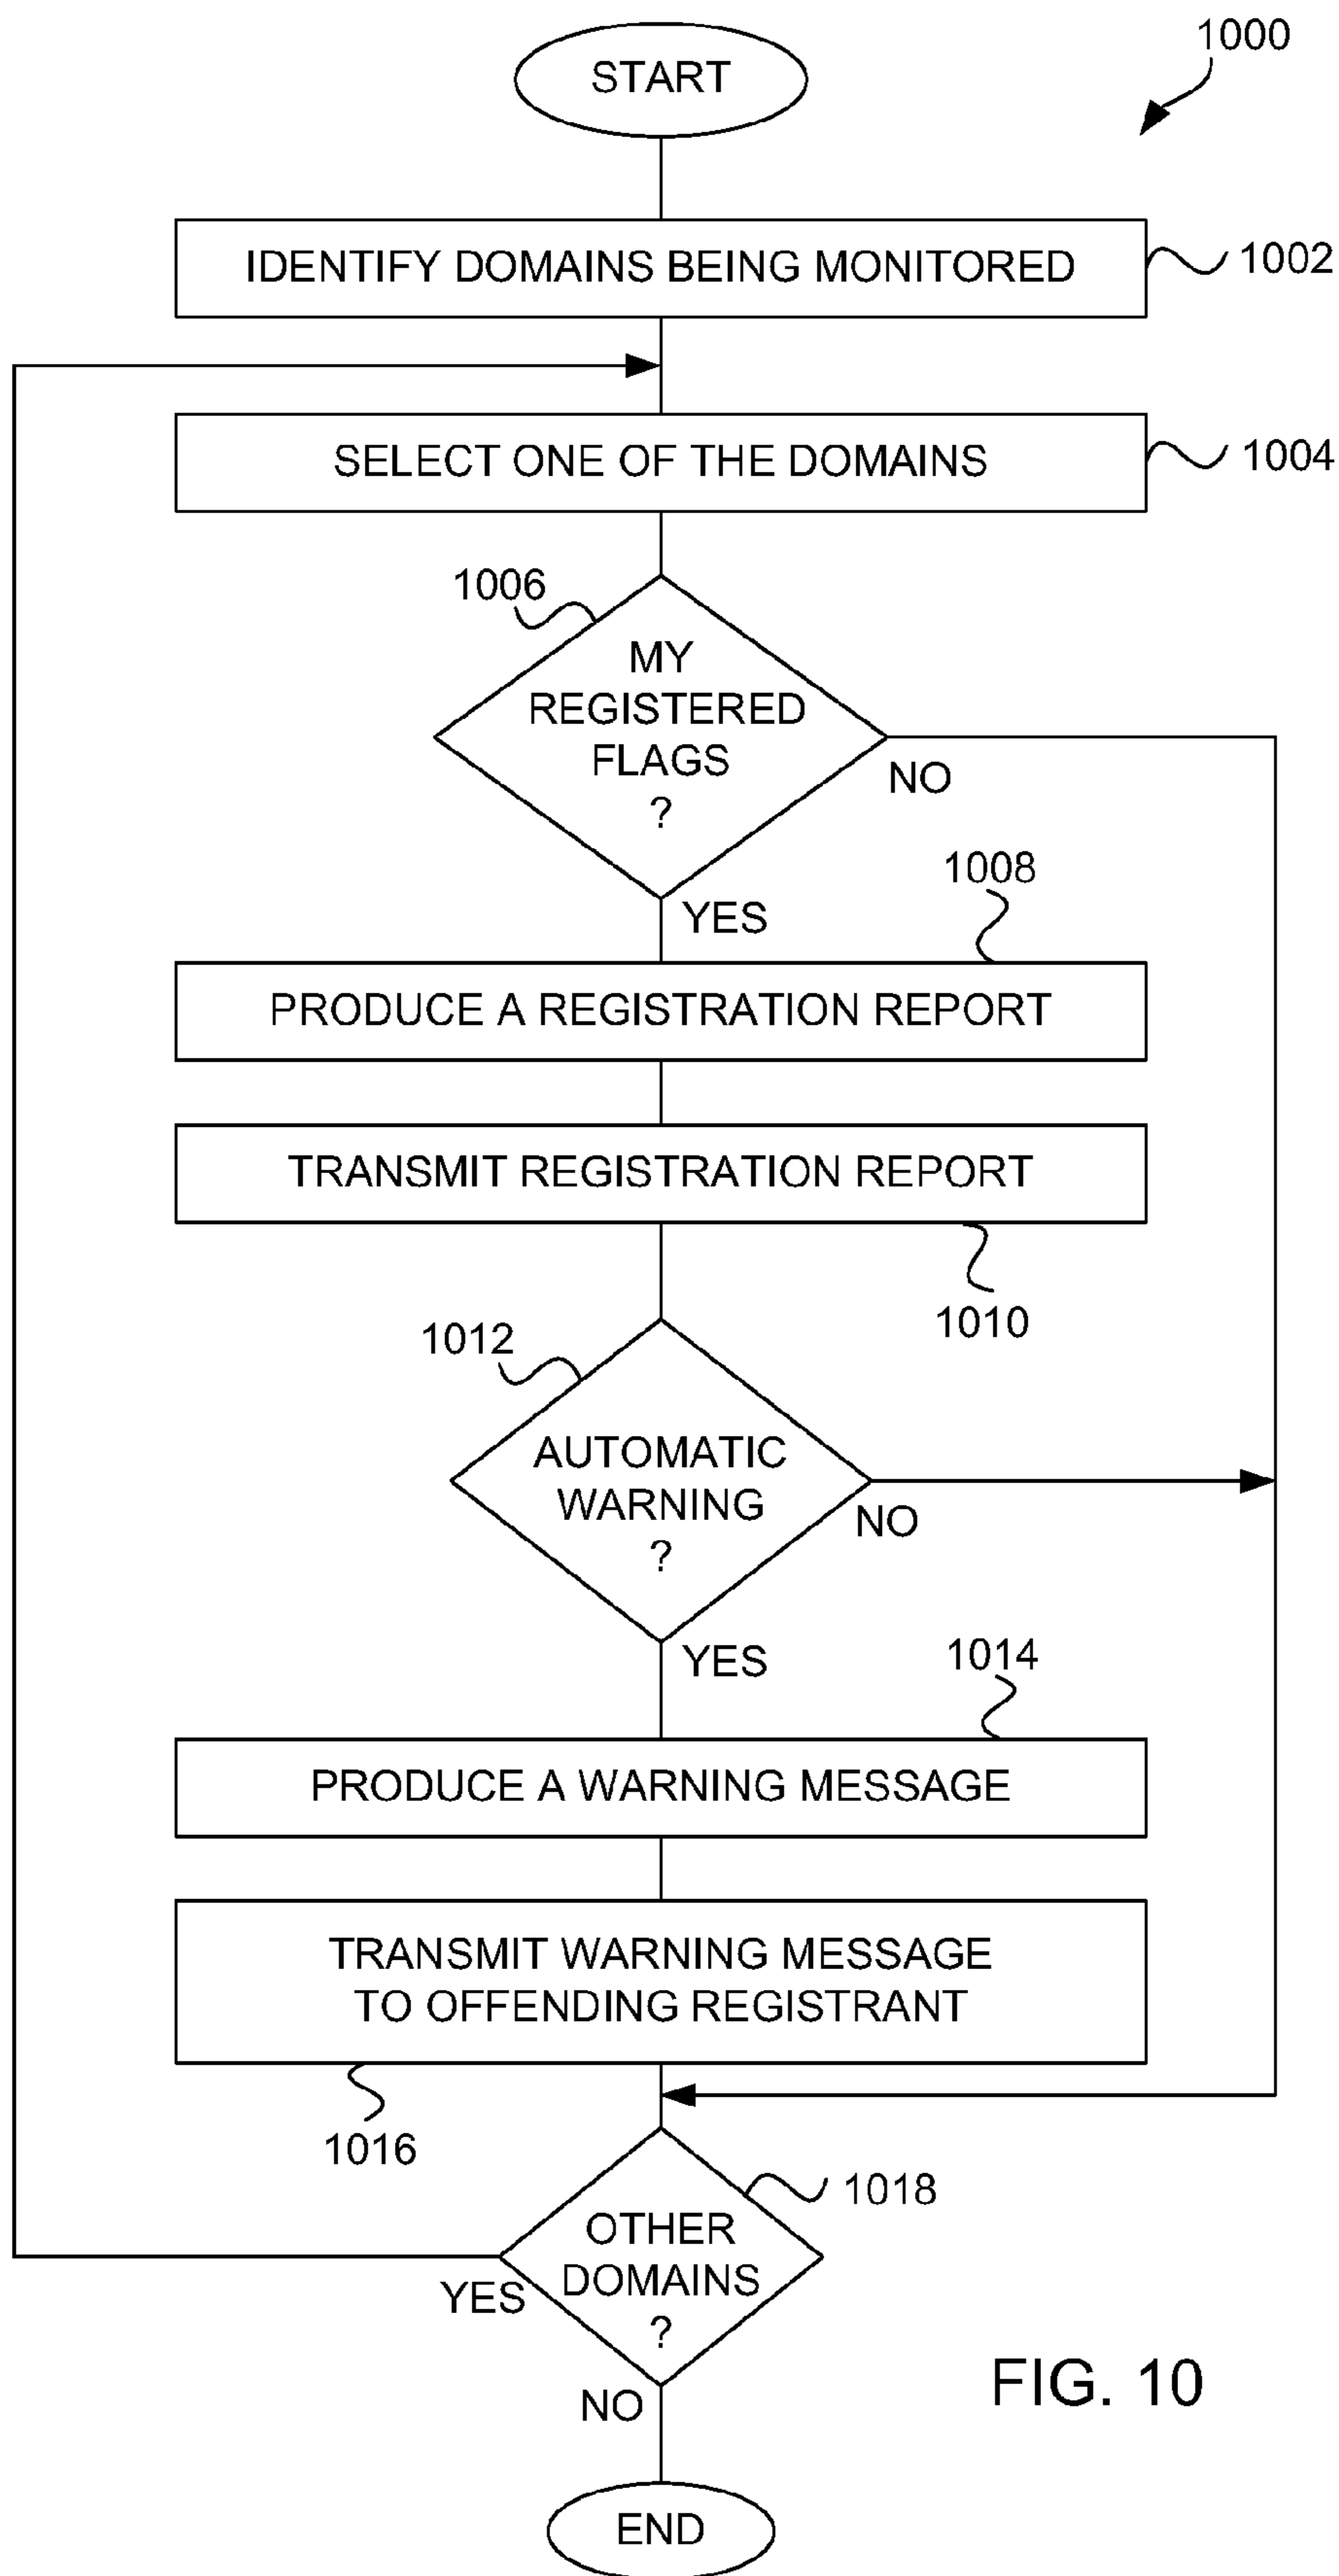 START
1000
IDENTIFY DOMAINS BEING MONITORED
1002
SELECT ONE OF THE DOMAINS
1004
1006
MY
REGISTERED
FLAGS
?
NO
YES
1008
PRODUCE A REGISTRATION REPORT
TRANSMIT REGISTRATION REPORT
1010
1012
AUTOMATIC
WARNING
?
NO
YES
1014
PRODUCE A WARNING MESSAGE
TRANSMIT WARNING MESSAGE
TO OFFENDING REGISTRANT
1016
1018
OTHER
DOMAINS
?
YES
NO
FIG. 10
END